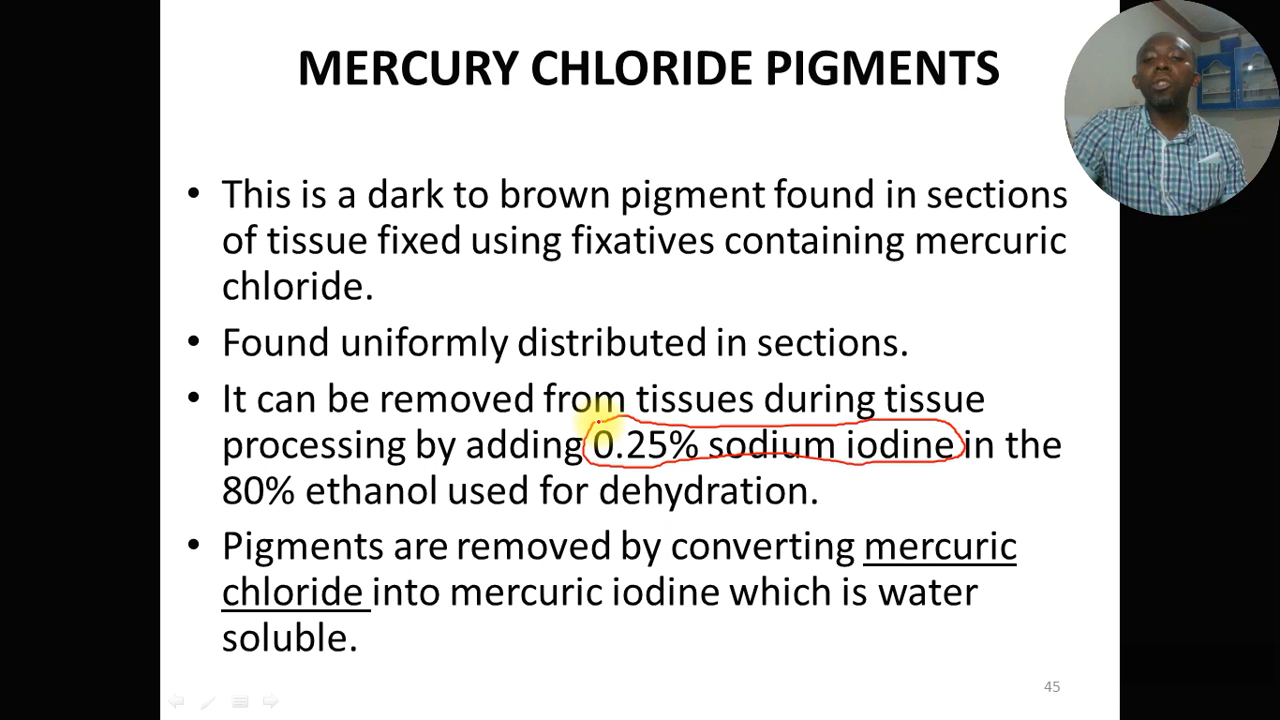 MERCURY CHLORIDE PIGMENTS
• This is a dark to brown pigment found in sections
of tissue fixed using fixatives containing mercuric
chloride.
• Found uniformly distributed in sections.
• It can be removed from tissues during tissue
processing by adding 0.25% sodium iodine in the
80% ethanol used for dehydration.
• Pigments are removed by converting mercuric
chloride into mercuric iodine which is water
soluble.
45